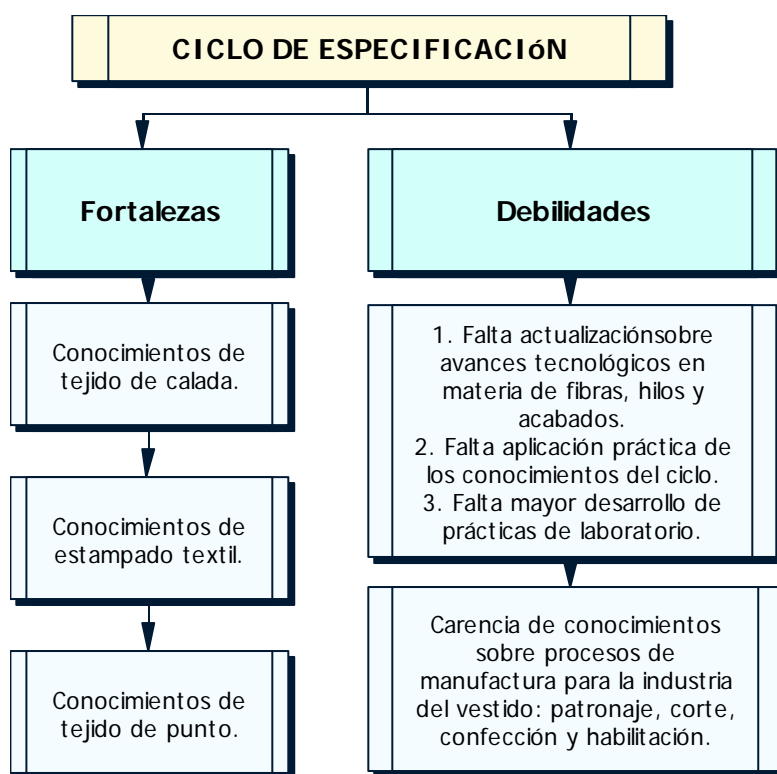 CICLO DE ESPECIFICACIóN
Fortalezas
Conocimientos de
tejido de calada.
Conocimientos de
estampado textil.
Conocimientos de
tejido de punto.
Debilidades
1. Falta actualizaciónsobre
avances tecnológicos en
materia de fibras, hilos y
acabados.
2. Falta aplicación práctica de
los conocimientos del ciclo.
3. Falta mayor desarrollo de
prácticas de laboratorio.
Carencia de conocimientos
sobre procesos de
manufactura para la industria
del vestido: patronaje, corte,
confección y habilitación.